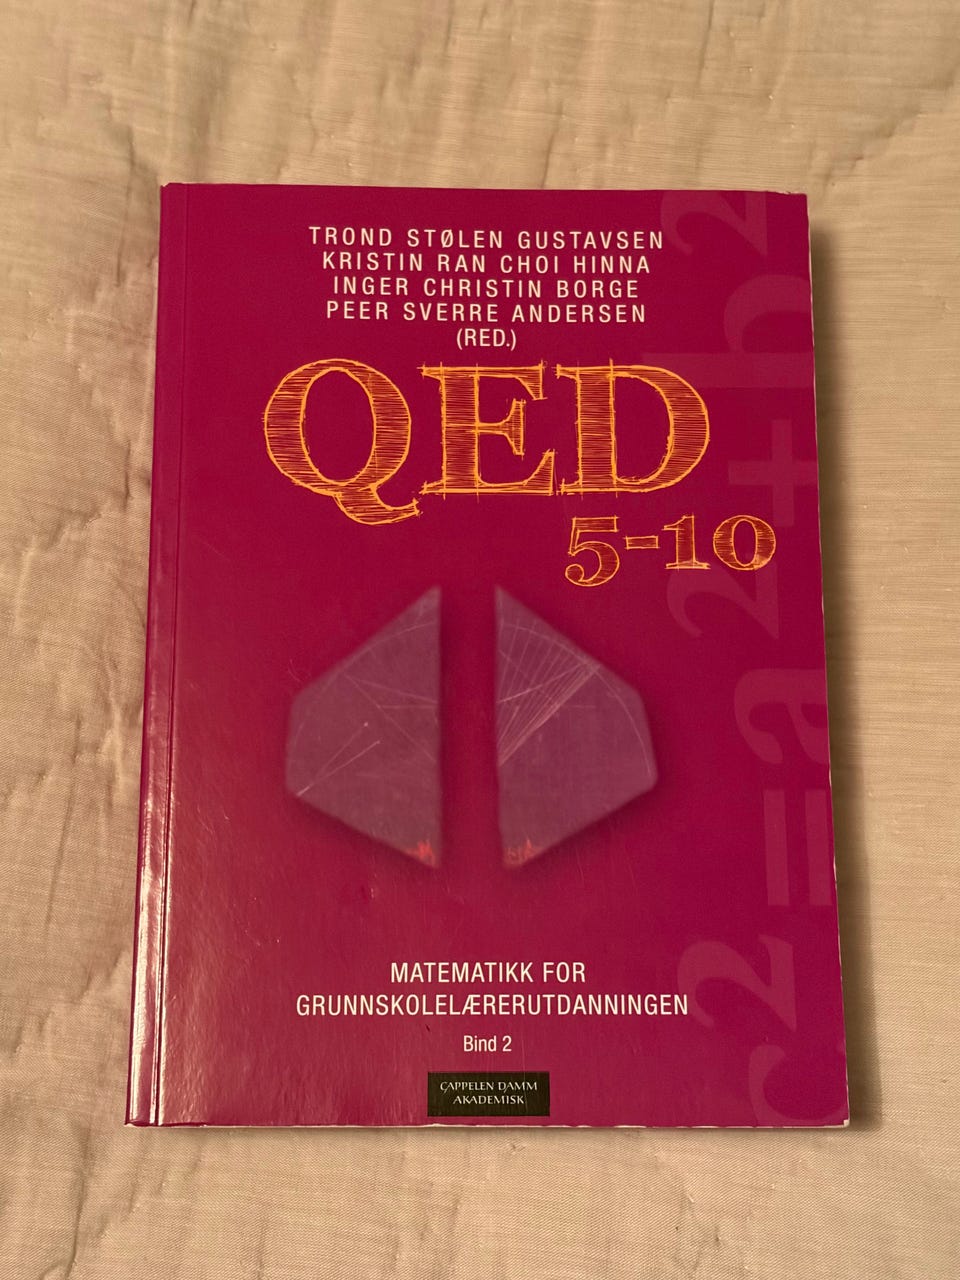 TROND STØLEN GUSTAVSEN
KRISTIN RAN CHOI HINNA
INGER CHRISTIN BORGE
PEER SVERRE ANDERSEN
(RED.)
QED
5-10
c2=a2+b2
MATEMATIKK FOR
GRUNNSKOLELÆRERUTDANNINGEN
Bind 2
CAPPELEN DAMM
AKADEMISK